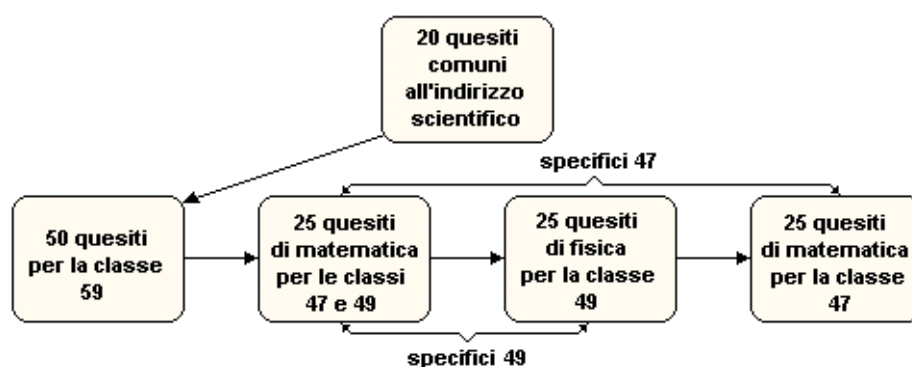 20 quesiti
comuni
all'indirizzo
scientifico
specifici 47
50 quesiti
per la classe
59
25 quesiti
di matematica
per le classi
47 e 49
25 quesiti
di fisica
per la classe
49
25 quesiti
di matematica
per la classe
47
specifici 49